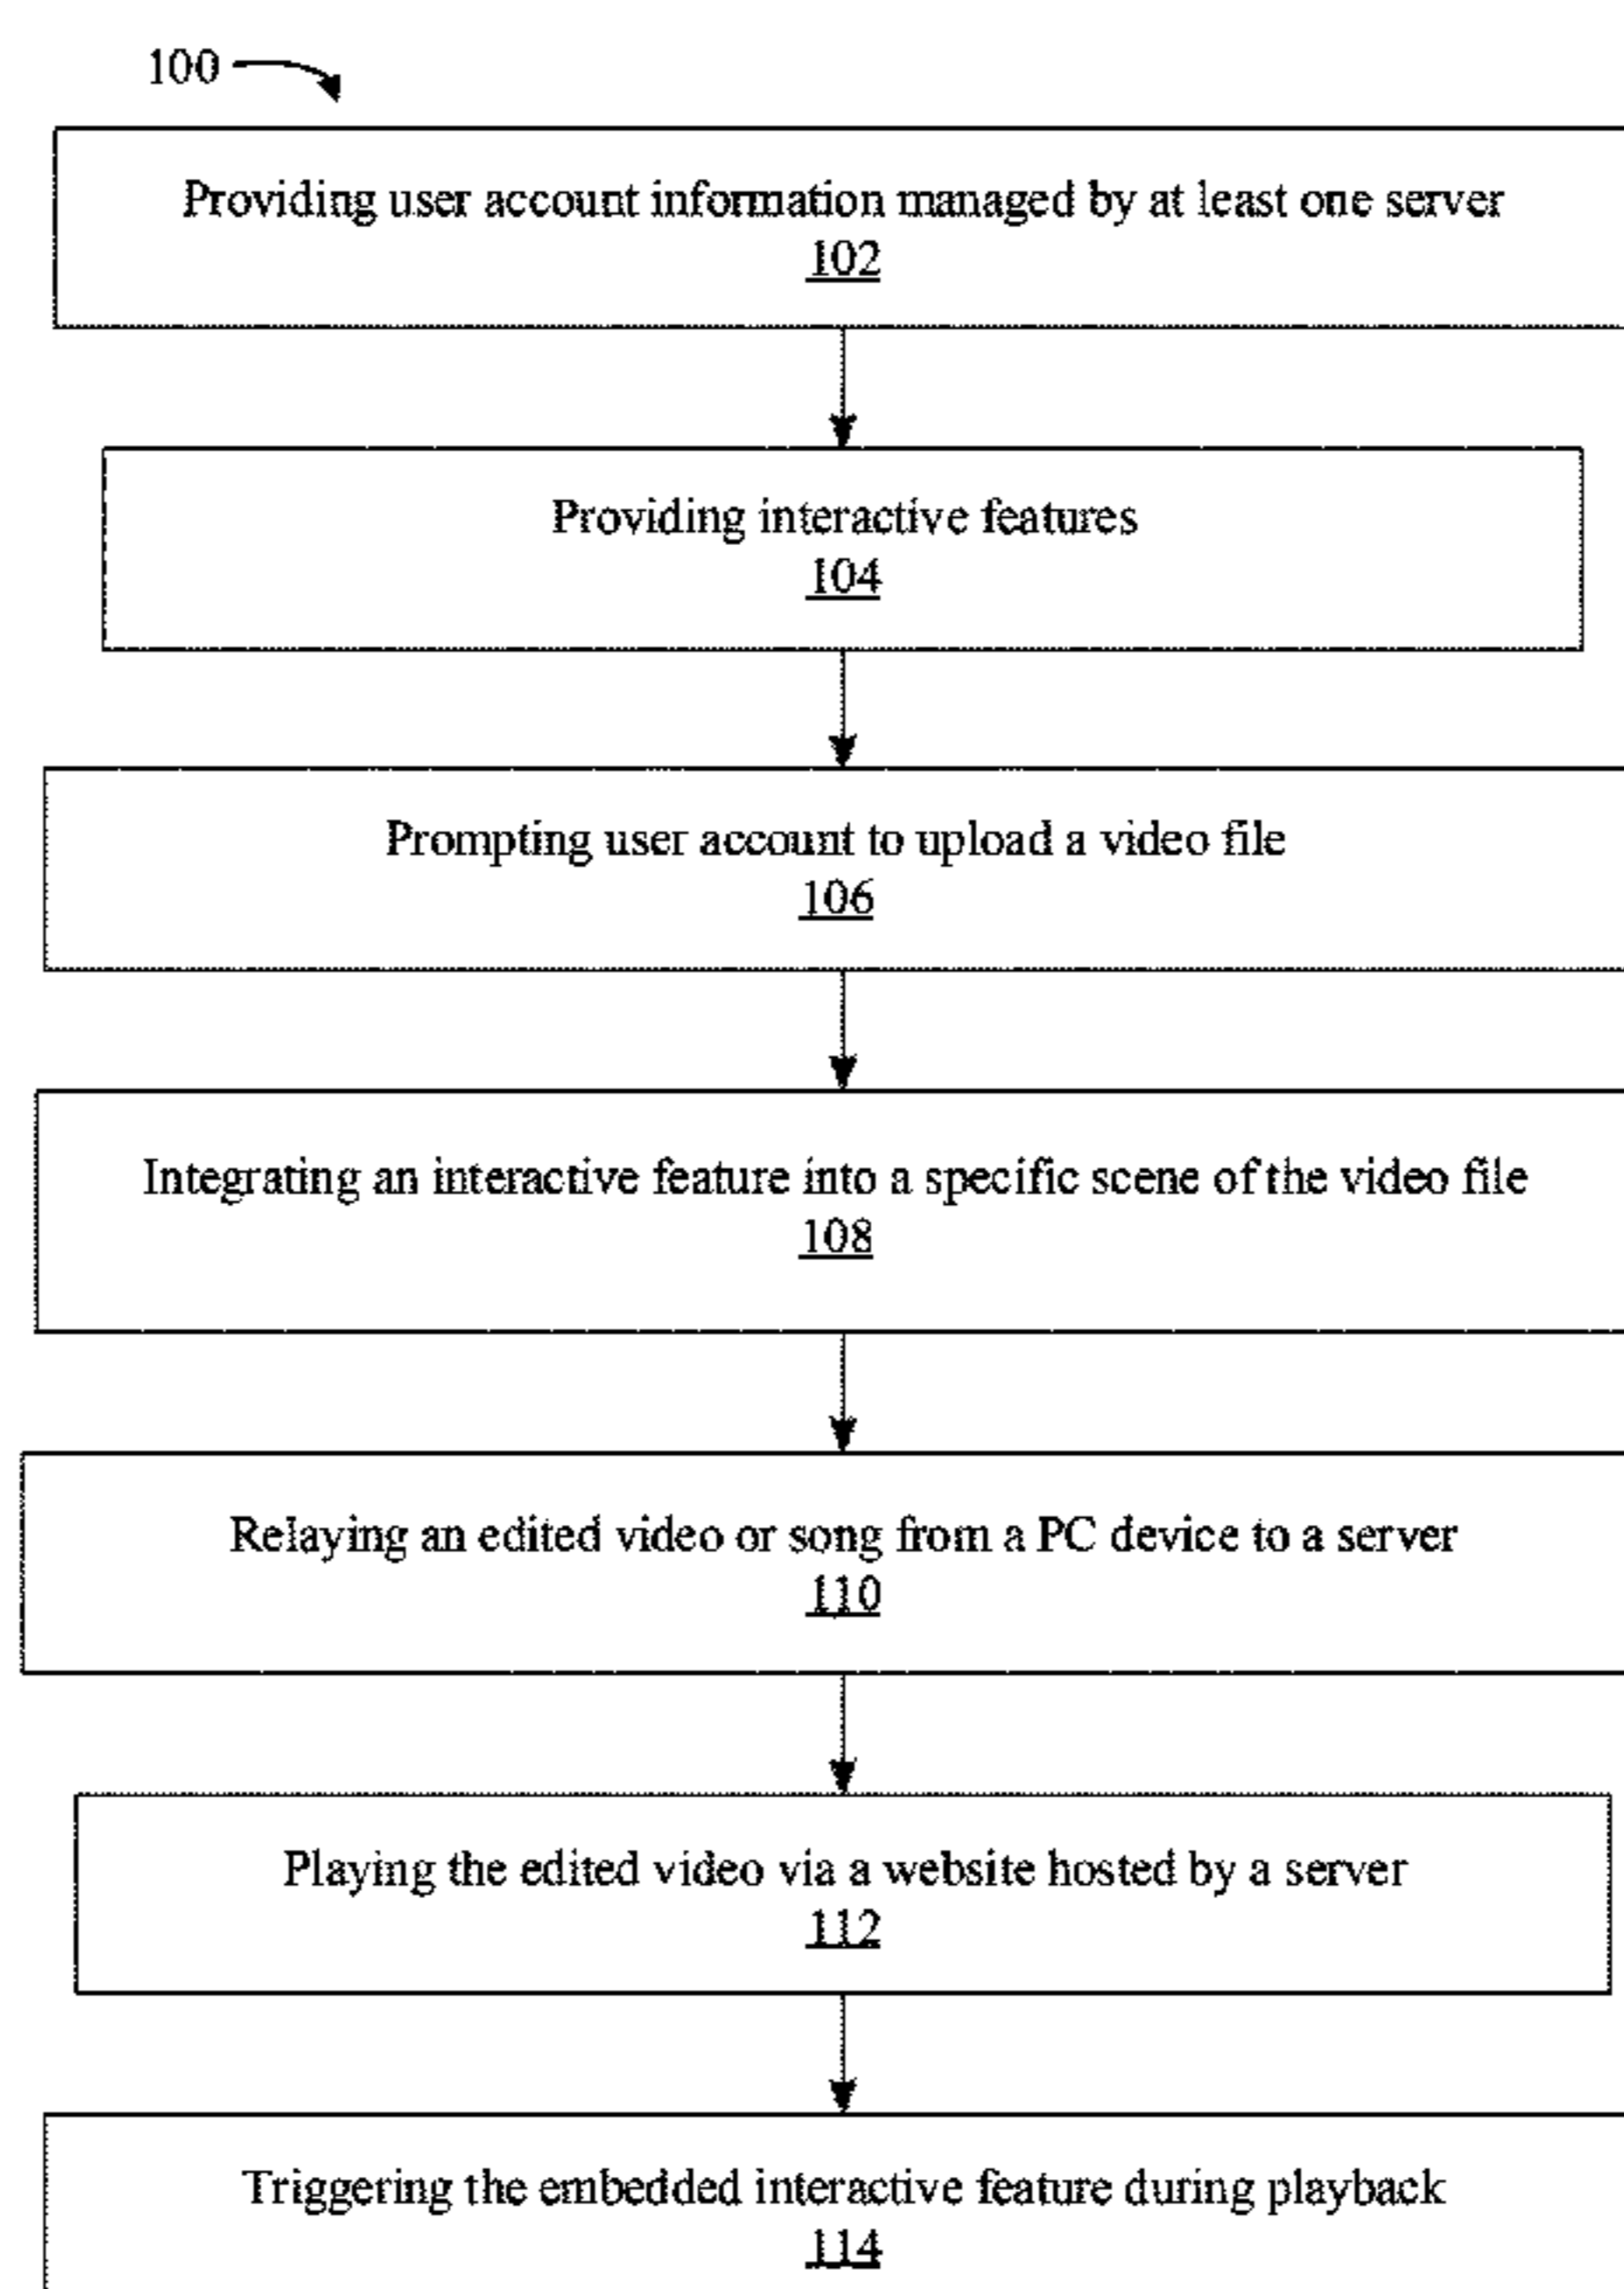 100
Providing user account information managed by at least one server
102
Providing interactive features
104
Prompting user account to upload a video file
106
Integrating an interactive feature into a specific scene of the video file
108
Relaying an edited video or song from a PC device to a server
110
Playing the edited video via a website hosted by a server
112
Triggering the embedded interactive feature during playback
114